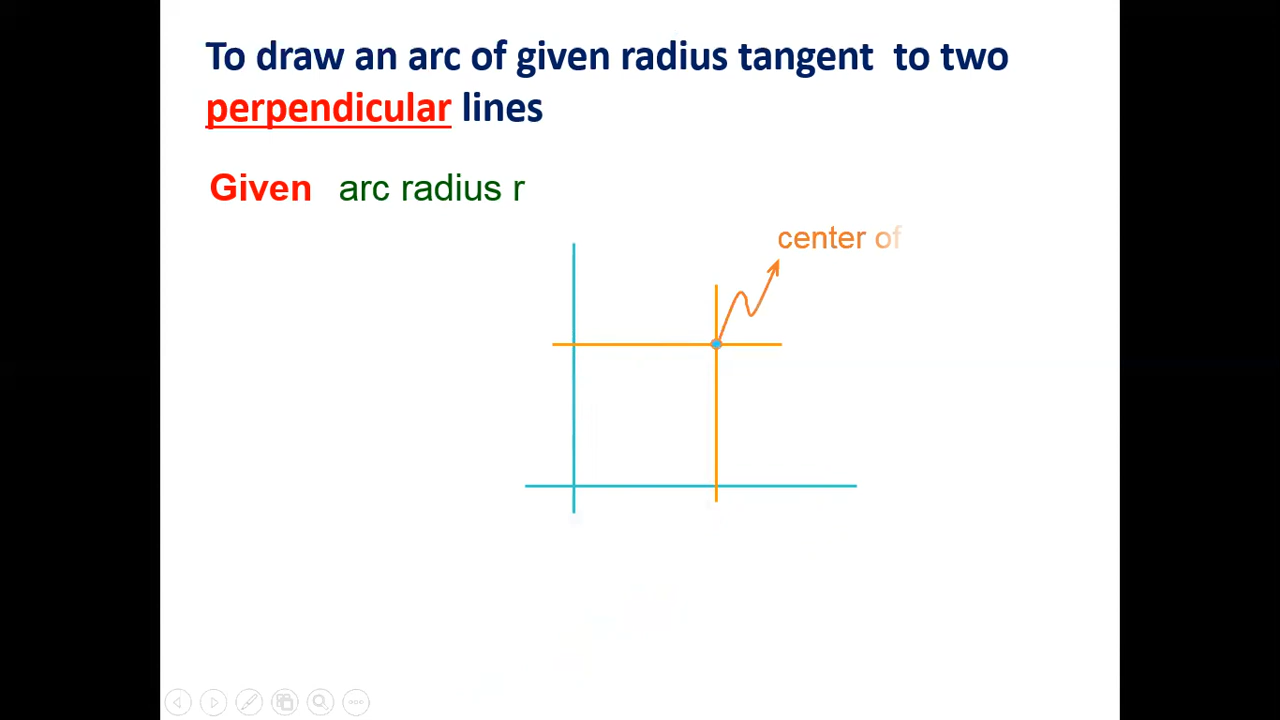 To draw an arc of given radius tangent to two
perpendicular lines
Given arc radius r
center of